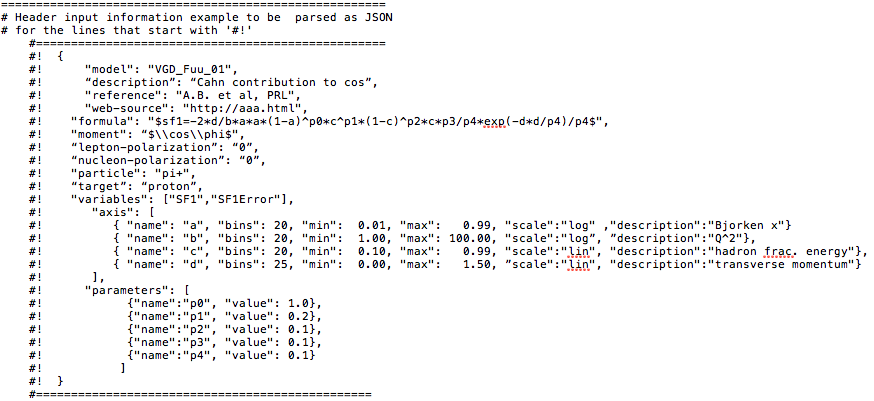 =====================================================
# Header input information example to be  parsed as JSON
# for the lines that start with '#!'
    #================================================
    #!  {
    #!      "model": "VGD_Fuu_01",
    #!      "description": “Cahn contribution to cos”,
    #!      "reference": "A.B. et al, PRL",
    #!      "web-source": "http://aaa.html",
    #!    "formula": "$sf1=-2*d/b*a*a*(1-a)^p0*c^p1*(1-c)^p2*c*p3/p4*exp(-d*d/p4)/p4$",
    #!    "moment": “$\\cos\\phi$",
    #!    "lepton-polarization”: “0”,
    #!    "nucleon-polarization”: “0”,
    #!    "particle": "pi+",
    #!    “target”: “proton”,
    #!    "variables": ["SF1","SF1Error"],
    #!       "axis": [
    #!          { "name": "a", "bins": 20, "min":  0.01, "max":   0.99, "scale":"log" ,"description":"Bjorken x"}
    #!          { "name": "b", "bins": 20, "min":  1.00, "max": 100.00, "scale":"log", ”description":"Q^2"},
    #!          { "name": "c", "bins": 20, "min":  0.10, "max":   0.99, "scale":"lin", "description":"hadron frac. energy"},
    #!          { "name": "d", "bins": 25, "min":  0.00, "max":   1.50, ”scale":"lin", "description":"transverse momentum"}
    #!       ],
    #!      "parameters": [
    #!            {"name":"p0", "value": 1.0},
    #!            {"name":"p1", "value": 0.2},
    #!            {"name":"p2", "value": 0.1},
    #!            {"name":"p3", "value": 0.1},
    #!            {"name":"p4", "value": 0.1}
    #!           ]
    #!  }
    #==============================================